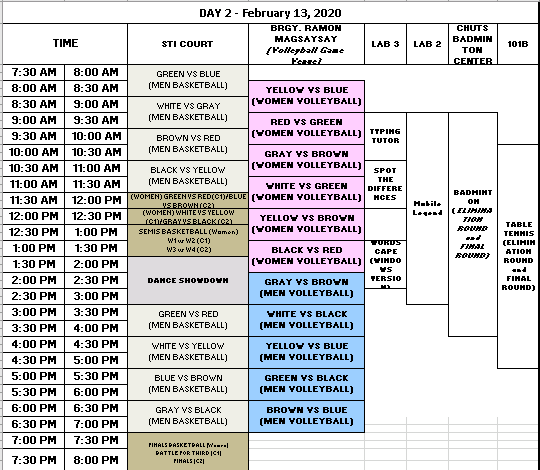 DAY 2 - February 13, 2020
TIME
STI COURT
BRGY. RAMON
MAGSAYSAY
(Volleyball Game
Venue)
LAB 3
LAB 2
CHUTS
BADMIN
TON
CENTER
101B
7:30 AM 8:00 AM
8:00 AM 8:30 AM
8:30 AM 9:00 AM
9:00 AM 9:30 AM
9:30 AM 10:00 AM
10:00 AM 10:30 AM
10:30 AM 11:00 AM
11:00 AM 11:30 AM
11:30 AM 12:00 PM
12:00 PM 12:30 PM
12:30 PM 1:00 PM
1:00 PM 1:30 PM
1:30 PM 2:00 PM
2:00 PM 2:30 PM
2:30 PM 3:00 PM
3:00 PM 3:30 PM
3:30 PM 4:00 PM
4:00 PM 4:30 PM
4:30 PM 5:00 PM
5:00 PM 5:30 PM
5:30 PM 6:00 PM
6:00 PM 6:30 PM
6:30 PM 7:00 PM
7:00 PM 7:30 PM
7:30 PM 8:00 PM
GREEN VS BLUE
(MEN BASKETBALL)
WHITE VS GRAY
(MEN BASKETBALL)
BROWN VS RED
(MEN BASKETBALL)
BLACK VS YELLOW
(MEN BASKETBALL)
(WOMEN) GREEN VS RED(C1)/BLUE
VS BROWN (C2)
(WOMEN) WHITE VS YELLOW
(C1)/GRAY VS BLACK (C2)
SEMIS BASKETBALL (Women)
W1 vs W2 (C1)
W3 vs W4 (C2)
DANCE SHOWDOWN
GREEN VS RED
(MEN BASKETBALL)
WHITE VS YELLOW
(MEN BASKETBALL)
BLUE VS BROWN
(MEN BASKETBALL)
GRAY VS BLACK
(MEN BASKETBALL)
FINALS BASKETBALL (Women)
BATTLE FOR THIRD (C1)
FINALS (C2)
YELLOW VS BLUE
(WOMEN VOLLEYBALL)
RED VS GREEN
(WOMEN VOLLEYBALL)
GRAY VS BROWN
(WOMEN VOLLEYBALL)
WHITE VS GREEN
(WOMEN VOLLEYBALL)
YELLOW VS BROWN
(WOMEN VOLLEYBALL)
BLACK VS RED
(WOMEN VOLLEYBALL)
GRAY VS BROWN
(MEN VOLLEYBALL)
WHITE VS BLACK
(MEN VOLLEYBALL)
YELLOW VS BLUE
(MEN VOLLEYBALL)
GREEN VS BLACK
(MEN VOLLEYBALL)
BROWN VS BLUE
(MEN VOLLEYBALL)
TYPING
TUTOR
SPOT
THE
DIFFERE
NCES
WORDS
CAPE
(WINDO
WS
VERSIO
N)
Mobile
Legend
BADMINT
ON
( ELIMINA
TION
ROUND
and
FINAL
ROUND)
TABLE
TENNIS
(ELIMIN
ATION
ROUND
and
FINAL
ROUND)